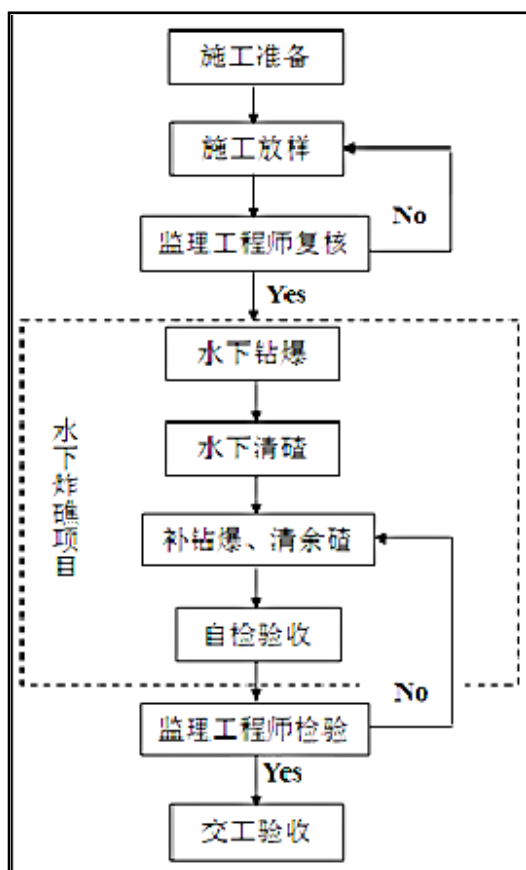 施工准备
施工放样
No
监理工程师复核
Yes
水下钻爆
水下炸礁项目
水下清碴
补钻爆、清余碴
自检验收
No
监理工程师检验
Yes
交工验收